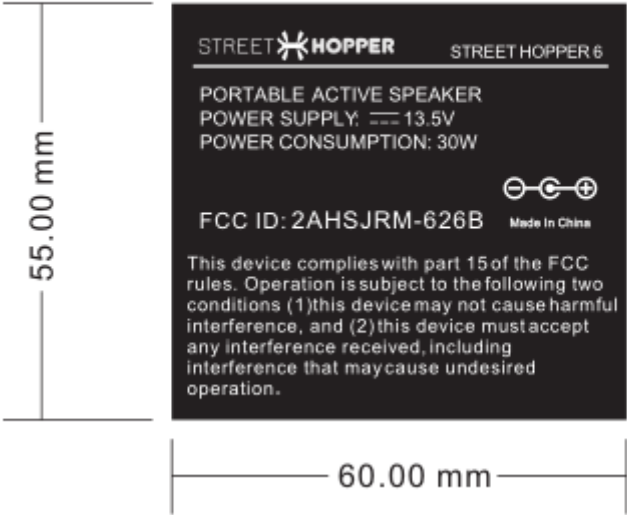 STREET HOPPER STREET HOPPER 6
PORTABLE ACTIVE SPEAKER
POWER SUPPLY: 13.5V
POWER CONSUMPTION: 30W
FCC ID: 2AHSJRM-626B Made In China
This device complies with part 15 of the FCC
rules. Operation is subject to the following two
conditions (1)this device may not cause harmful
interference, and (2)this device must accept
any interference received, including
interference that may cause undesired
operation.
55.00 mm
60.00 mm